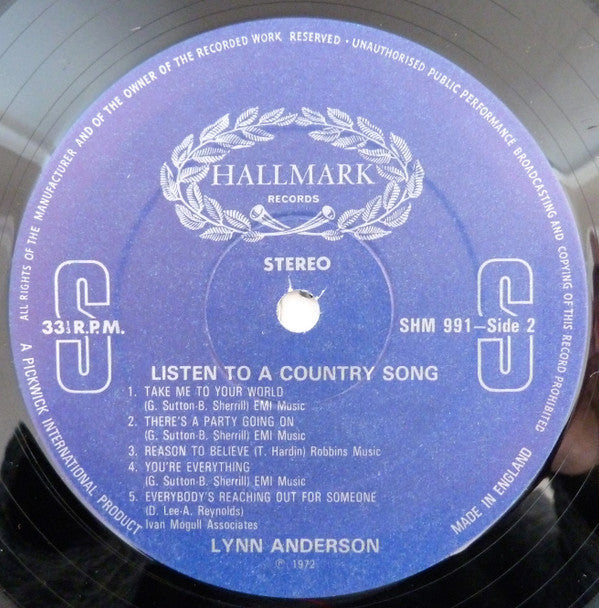 ALL RIGHTS OF THE MANUFACTURER AND OF THE OWNER OF THE RECORDED WORK RESERVED · UNAUTHORISED PUBLIC PERFORMANCE BROADCASTING AND COPYING OF THIS RECORD PROHIBITED
HALLMARK
RECORDS
STEREO
S S
33⅓ R.P.M. SHM 991–Side 2
LISTEN TO A COUNTRY SONG
1. TAKE ME TO YOUR WORLD
(G. Sutton-B. Sherrill) EMI Music
2. THERE'S A PARTY GOING ON
(G. Sutton-B. Sherrill) EMI Music
3. REASON TO BELIEVE (T. Hardin) Robbins Music
4. YOU'RE EVERYTHING
(G. Sutton-B. Sherrill) EMI Music
5. EVERYBODY'S REACHING OUT FOR SOMEONE
(D. Lee-A. Reynolds)
Ivan Mogull Associates
LYNN ANDERSON
℗ 1972
A PICKWICK INTERNATIONAL PRODUCT
MADE IN ENGLAND